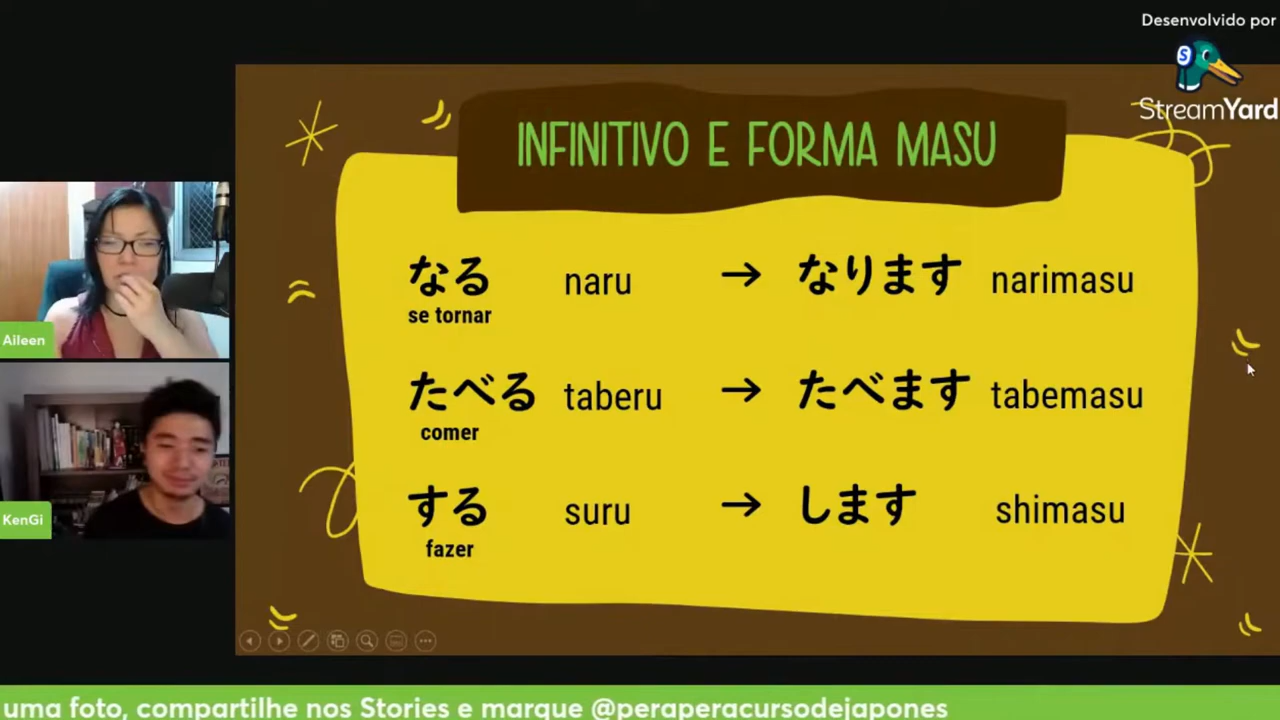 Desenvolvido por
S
StreamYard
INFINITIVO E FORMA MASU
なる naru → なります narimasu
se tornar
たべる taberu → たべます tabemasu
comer
する suru → します shimasu
fazer
Aileen
KenGi
uma foto, compartilhe nos Stories e marque @peraperacursodejapones